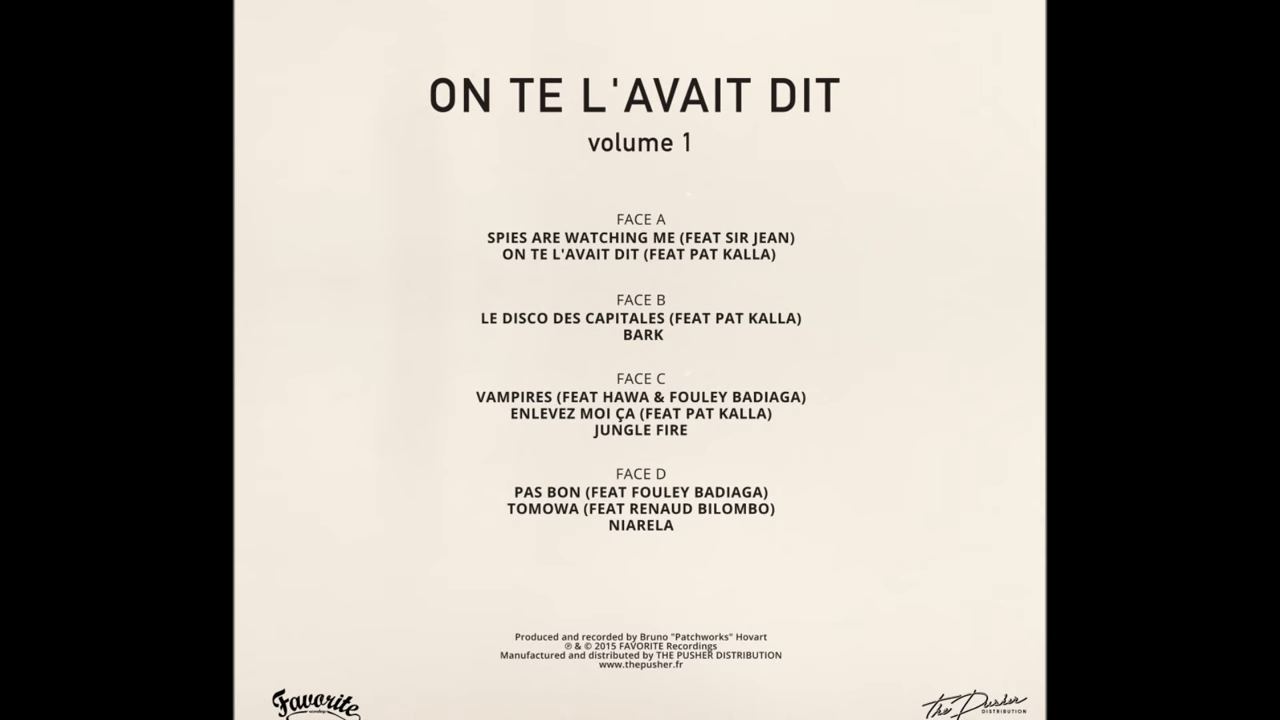 ON TE L'AVAIT DIT
volume 1
FACE A
SPIES ARE WATCHING ME (FEAT SIR JEAN)
ON TE L'AVAIT DIT (FEAT PAT KALLA)
FACE B
LE DISCO DES CAPITALES (FEAT PAT KALLA)
BARK
FACE C
VAMPIRES (FEAT HAWA & FOULEY BADIAGA)
ENLEVEZ MOI ÇA (FEAT PAT KALLA)
JUNGLE FIRE
FACE D
PAS BON (FEAT FOULEY BADIAGA)
TOMOWA (FEAT RENAUD BILOMBO)
NIARELA
Produced and recorded by Bruno "Patchworks" Hovart
℗ & © 2015 FAVORITE Recordings
Manufactured and distributed by THE PUSHER DISTRIBUTION
www.thepusher.fr
Favorite
The Pusher
DISTRIBUTION